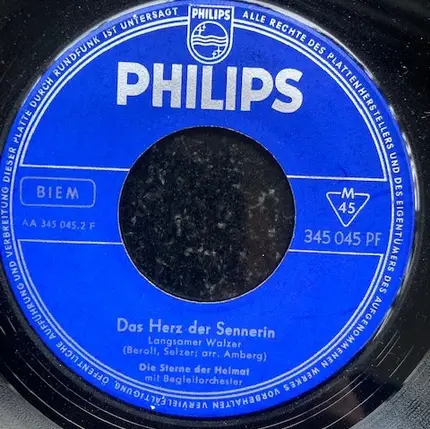 PHILIPS
PHILIPS
BIEM
AA 345 045.2 F
M
45
345 045 PF
Das Herz der Sennerin
Langsamer Walzer
(Beralt, Selzer; arr. Amberg)
Die Sterne der Heimat
mit Begleitorchester
ALLE RECHTE DES PLATTENHERSTELLERS UND DES EIGENTÜMERS DES AUFGENOMMENEN WERKES VORBEHALTEN VERVIELFÄLTIGUNG ÖFFENTLICHE AUFFÜHRUNG UND VERBREITUNG DIESER PLATTE DURCH RUNDFUNK IST UNTERSAGT